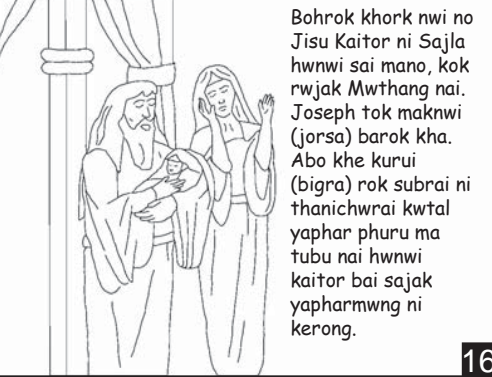 Bohrok khork nwi no
Jisu Kaitor ni Sajla
hwnwi sai mano, kok
rwjak Mwthang nai.
Joseph tok maknwi
(jorsa) barok kha.
Abo khe kurui
(bigra) rok subrai ni
thanichwrai kwtal
yaphar phuru ma
tubu nai hwnwi
kaitor bai sajak
yapharmwng ni
kerong.
16